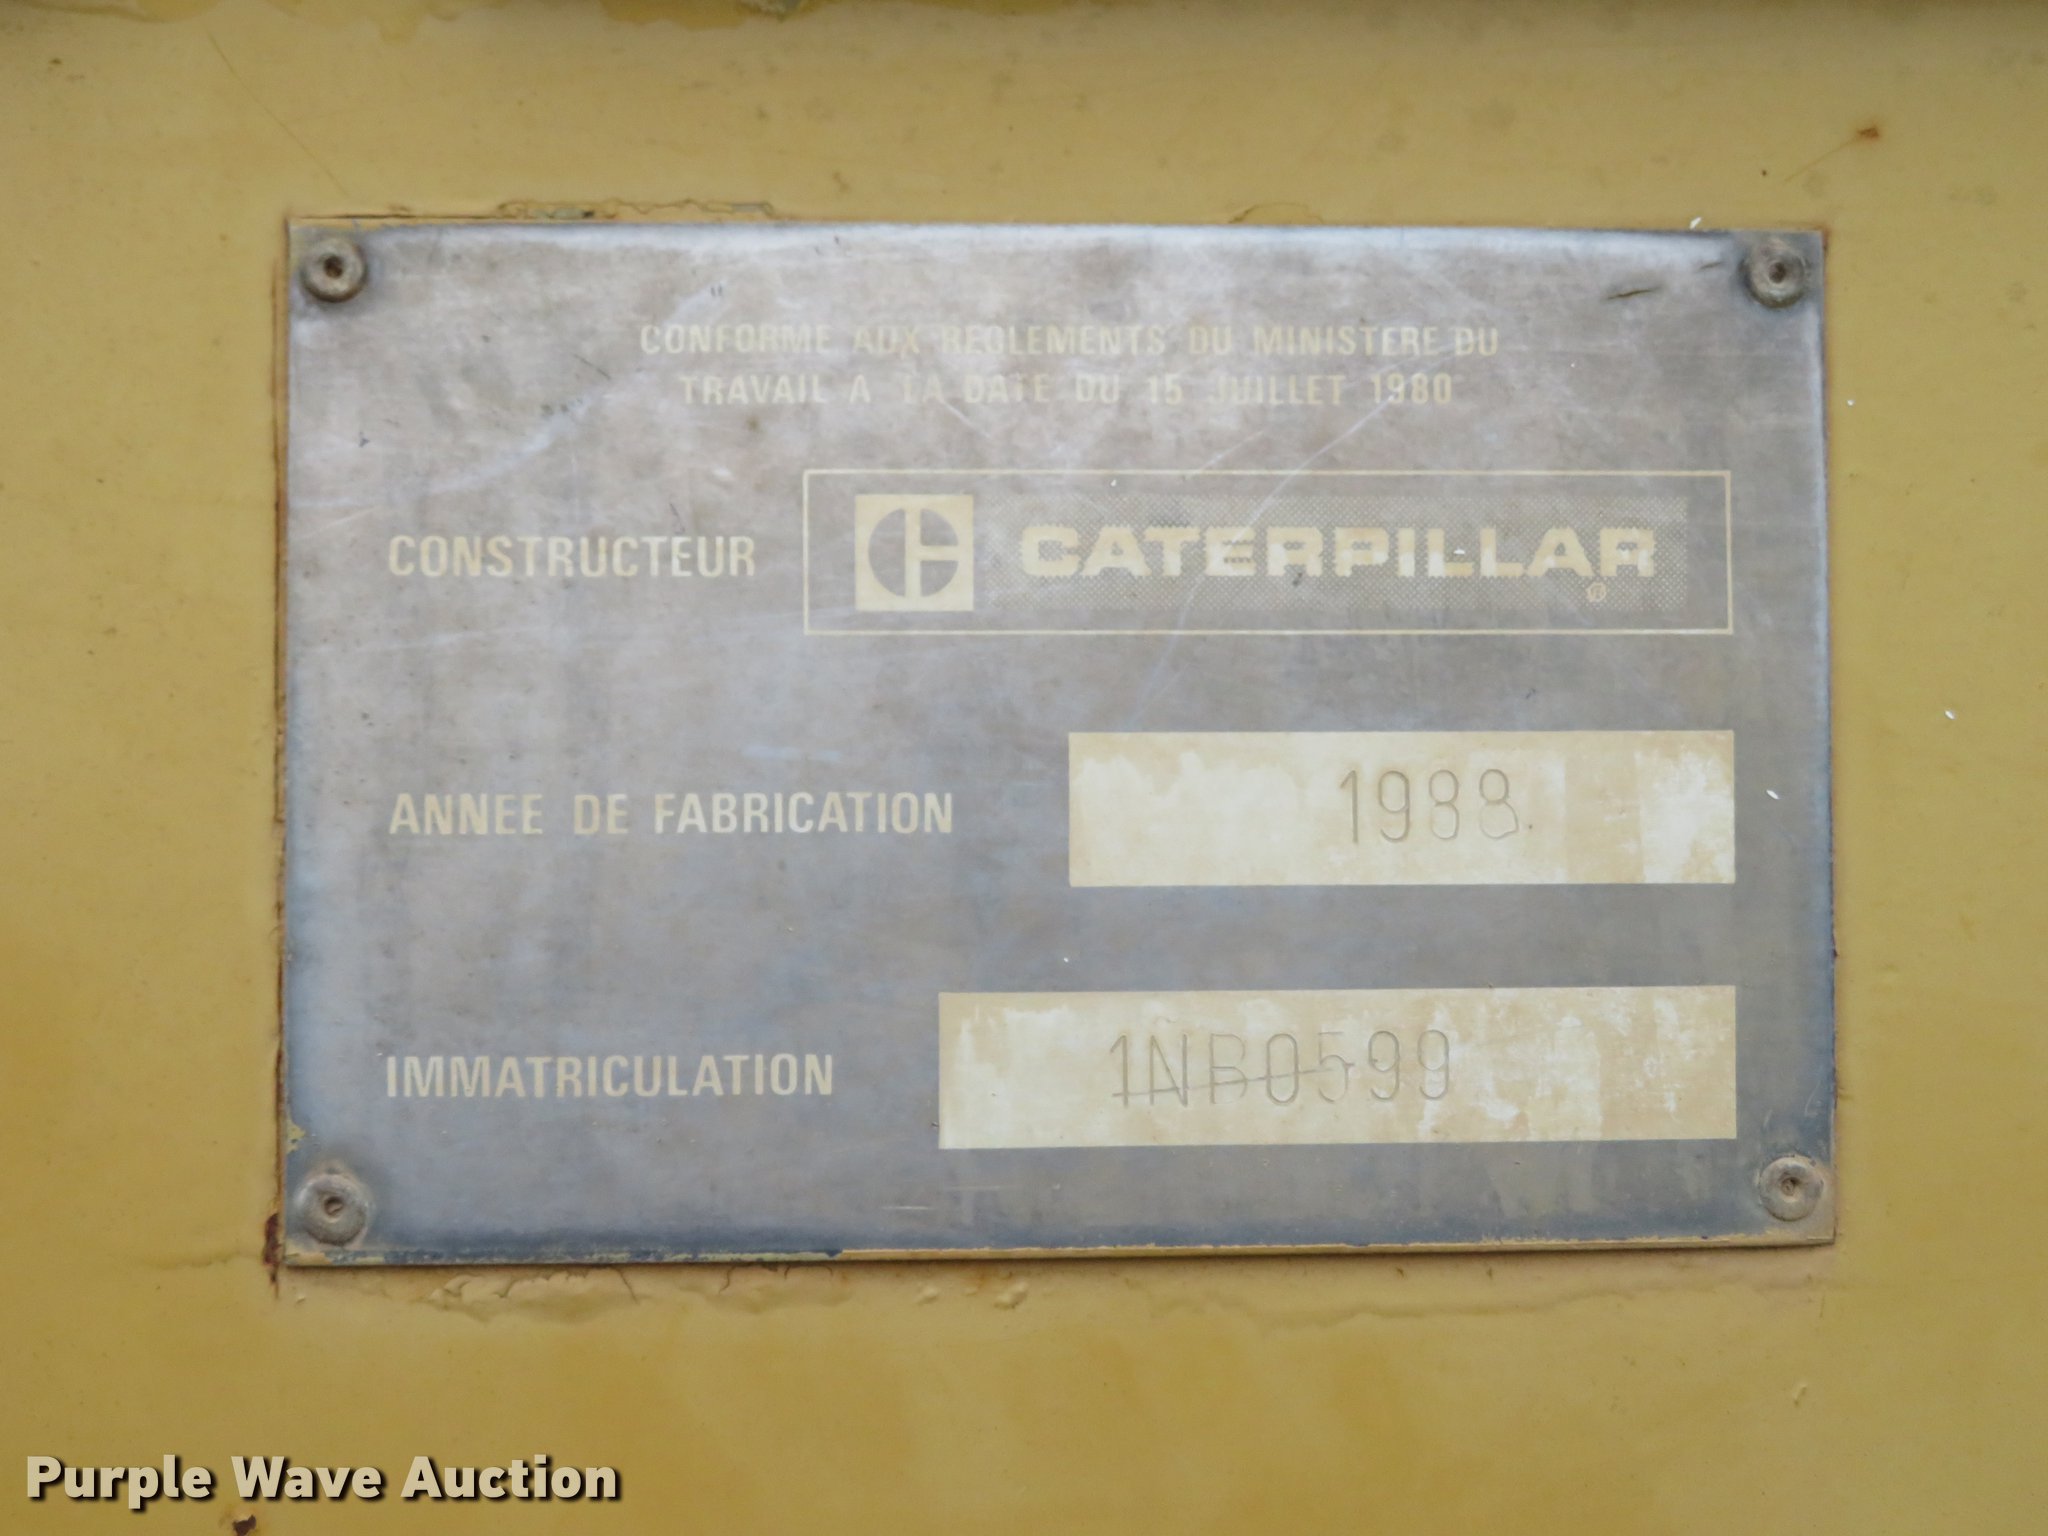 CONFORME AUX REGLEMENTS DU MINISTERE DU
TRAVAIL A LA DATE DU 15 JUILLET 1980
CONSTRUCTEUR CATERPILLAR ®
ANNEE DE FABRICATION 1988
IMMATRICULATION 1NB0599
Purple Wave Auction